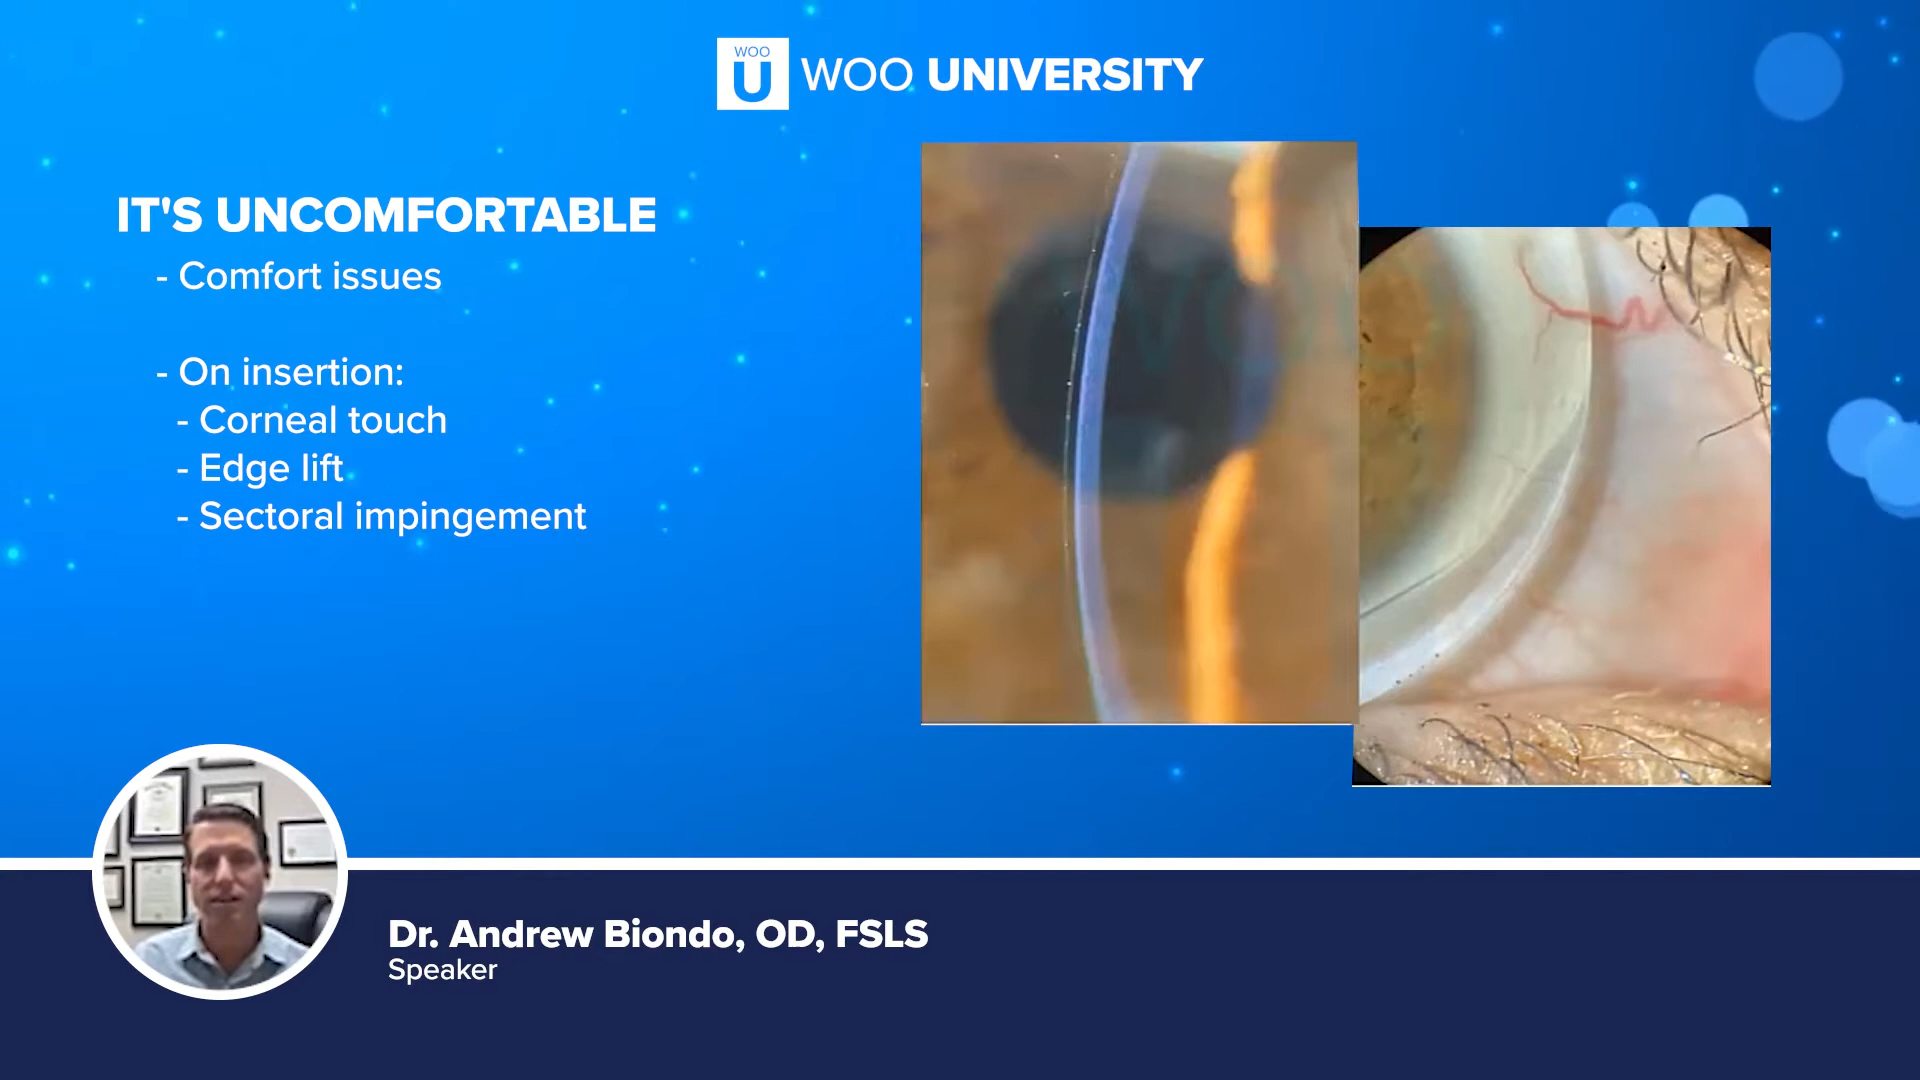 WOO
U
WOO UNIVERSITY
IT'S UNCOMFORTABLE
- Comfort issues
- On insertion:
- Corneal touch
- Edge lift
- Sectoral impingement
Dr. Andrew Biondo, OD, FSLS
Speaker